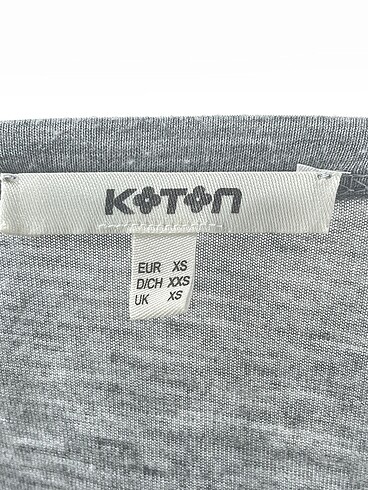 KOTON
EUR XS
D/CH XXS
UK XS